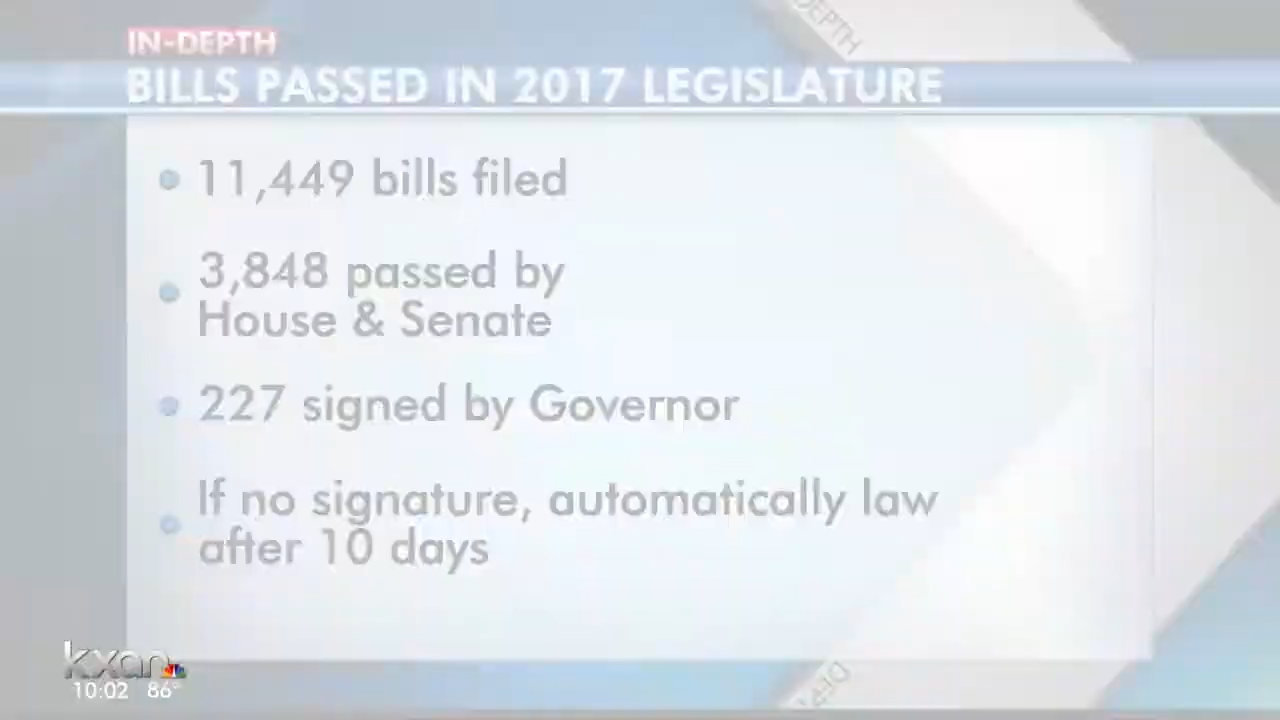 IN-DEPTH
BILLS PASSED IN 2017 LEGISLATURE
11,449 bills filed
3,848 passed by
House & Senate
227 signed by Governor
If no signature, automatically law
after 10 days
kxan
10:02 86°
DEPTH